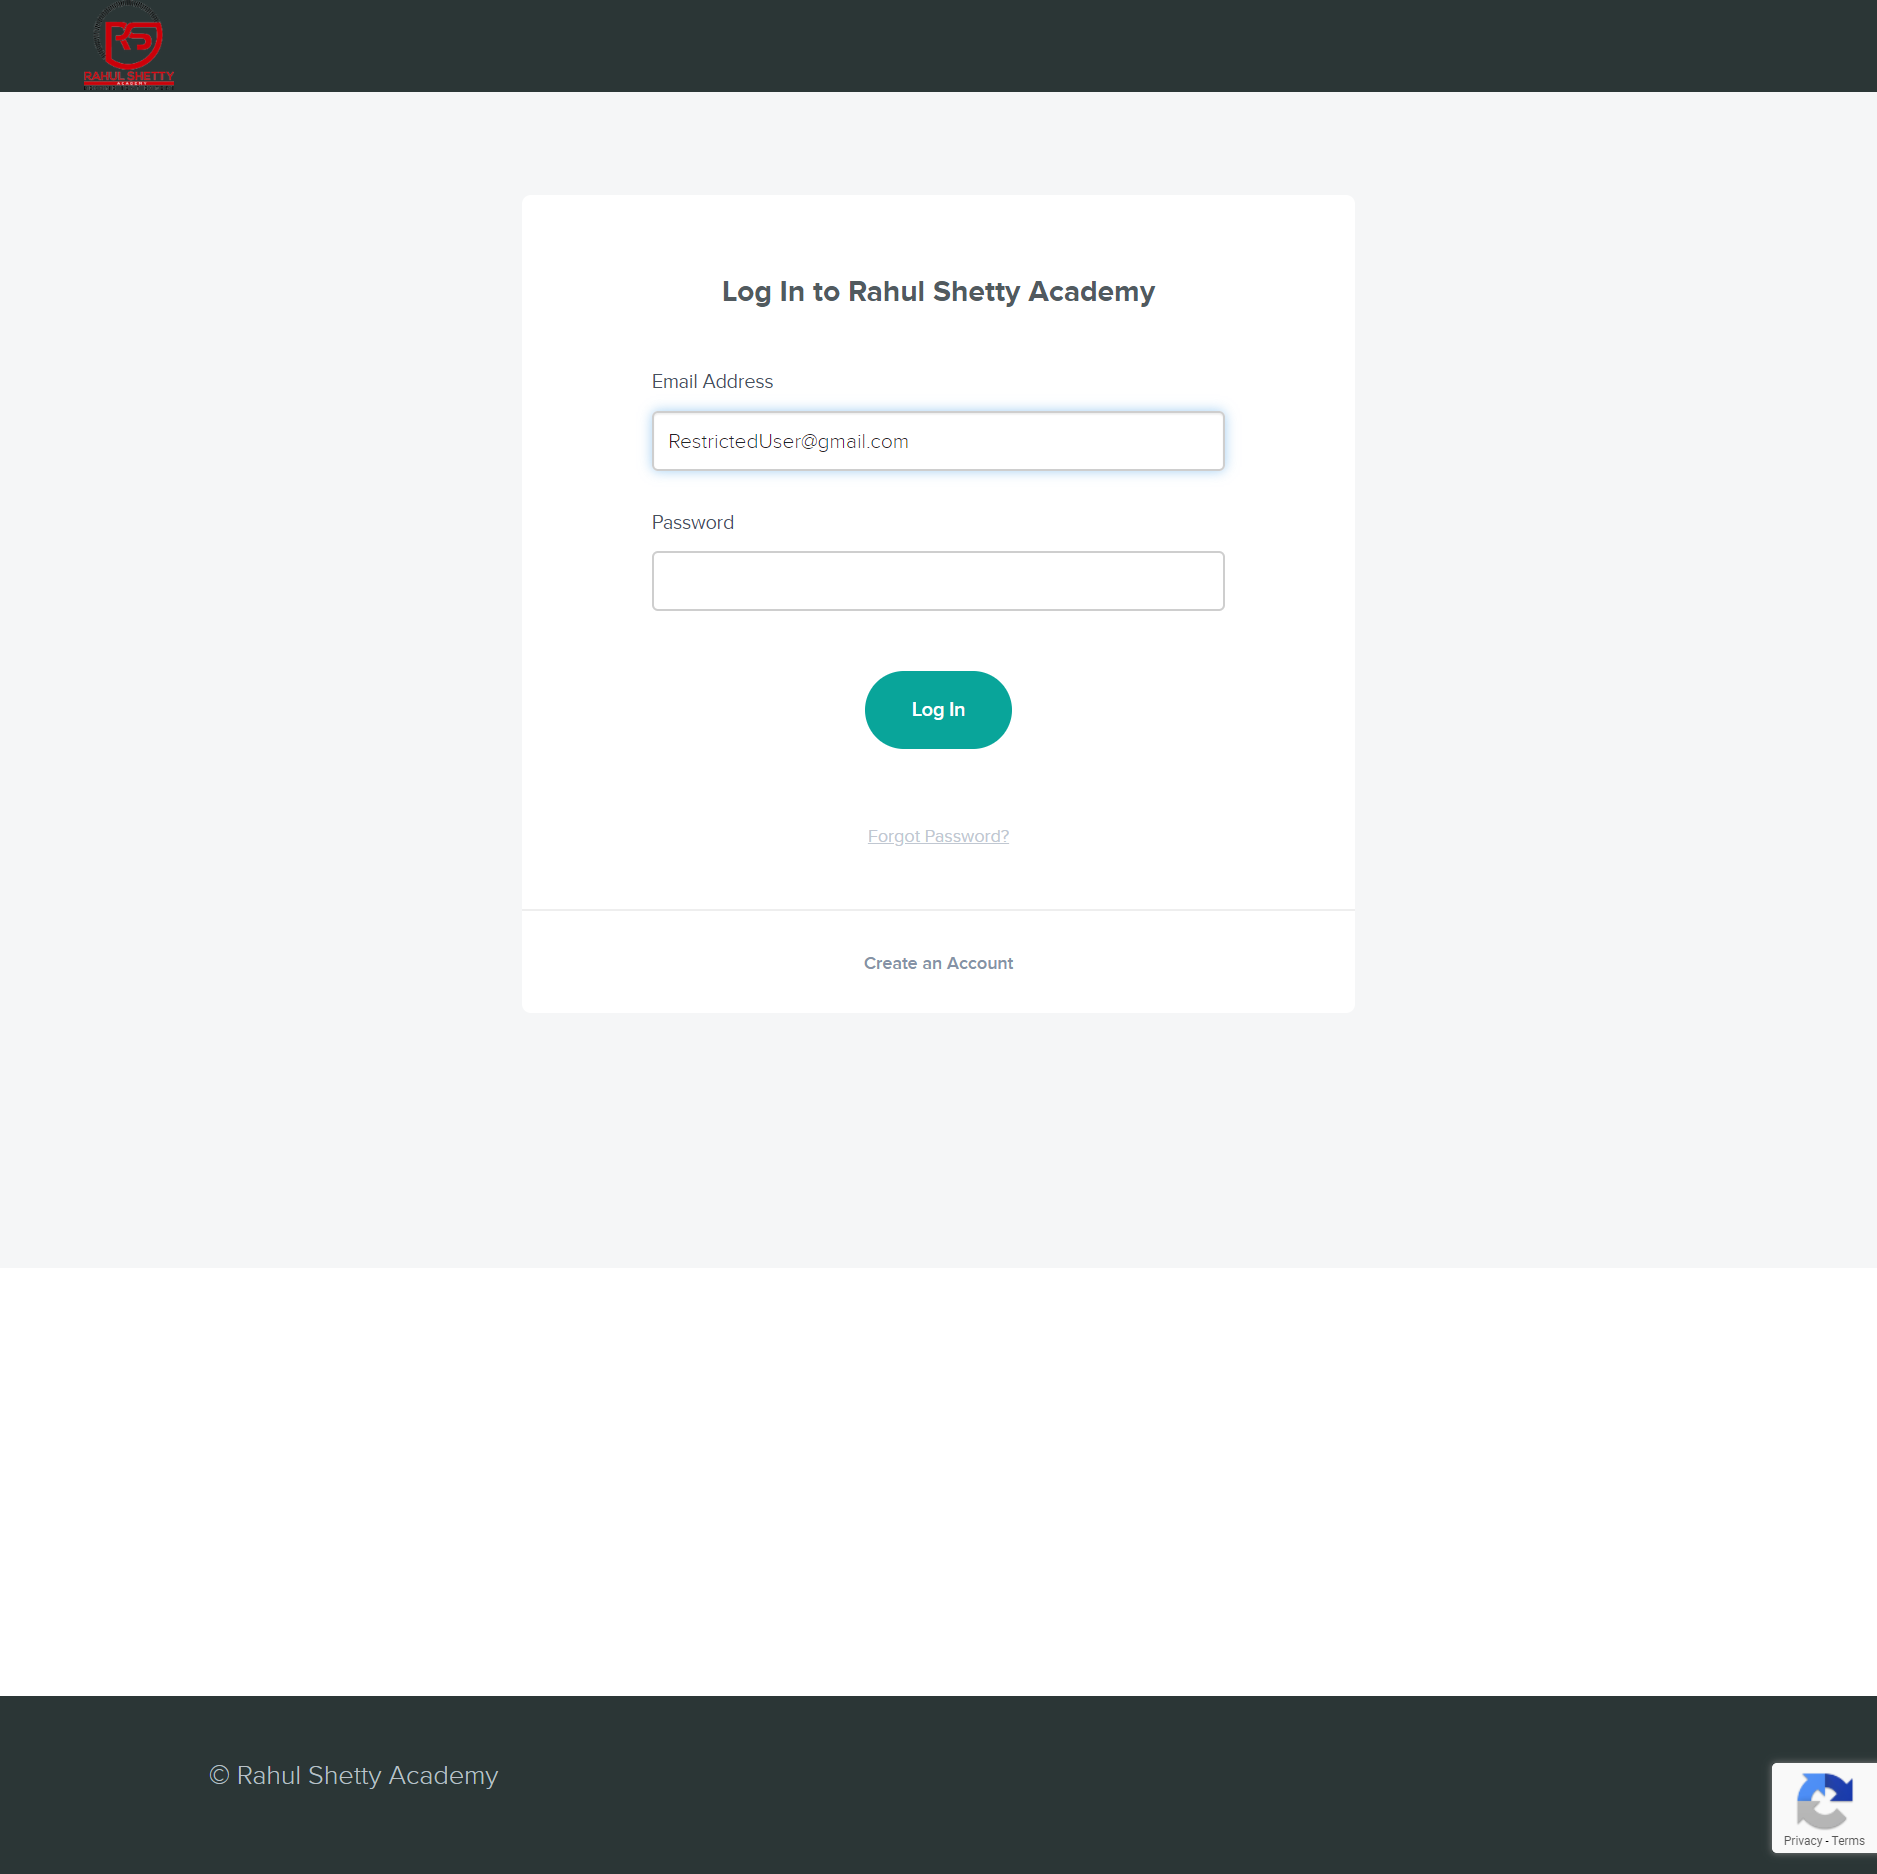 RS
RAHUL SHETTY
ACADEMY
Log In to Rahul Shetty Academy
Email Address
RestrictedUser@gmail.com
Password
Log In
Forgot Password?
Create an Account
© Rahul Shetty Academy
Privacy - Terms